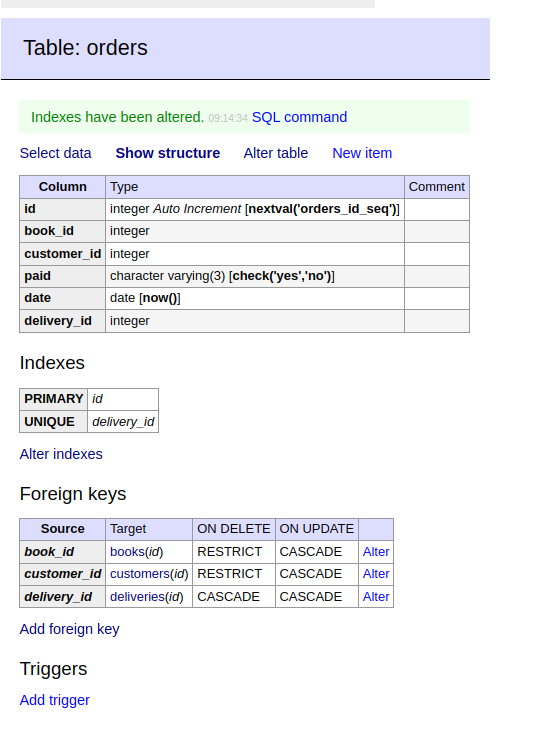 Table: orders
Indexes have been altered. 09:14:34 SQL command
Select data Show structure Alter table New item
Column Type Comment
id integer Auto Increment [nextval('orders_id_seq')]
book_id integer
customer_id integer
paid character varying(3) [check('yes','no')]
date date [now()]
delivery_id integer
Indexes
PRIMARY id
UNIQUE delivery_id
Alter indexes
Foreign keys
Source Target ON DELETE ON UPDATE
book_id books(id) RESTRICT CASCADE Alter
customer_id customers(id) RESTRICT CASCADE Alter
delivery_id deliveries(id) CASCADE CASCADE Alter
Add foreign key
Triggers
Add trigger